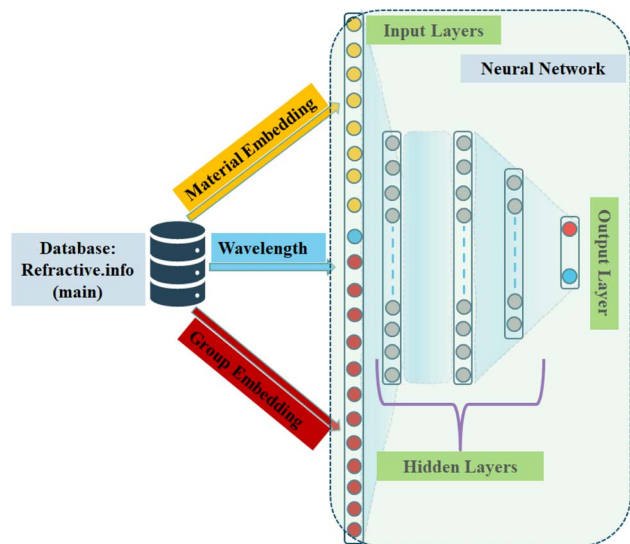 Input Layers
Neural Network
Material Embedding
Database:
Refractive.info
(main)
Wavelength
Output Layer
Group Embedding
Hidden Layers